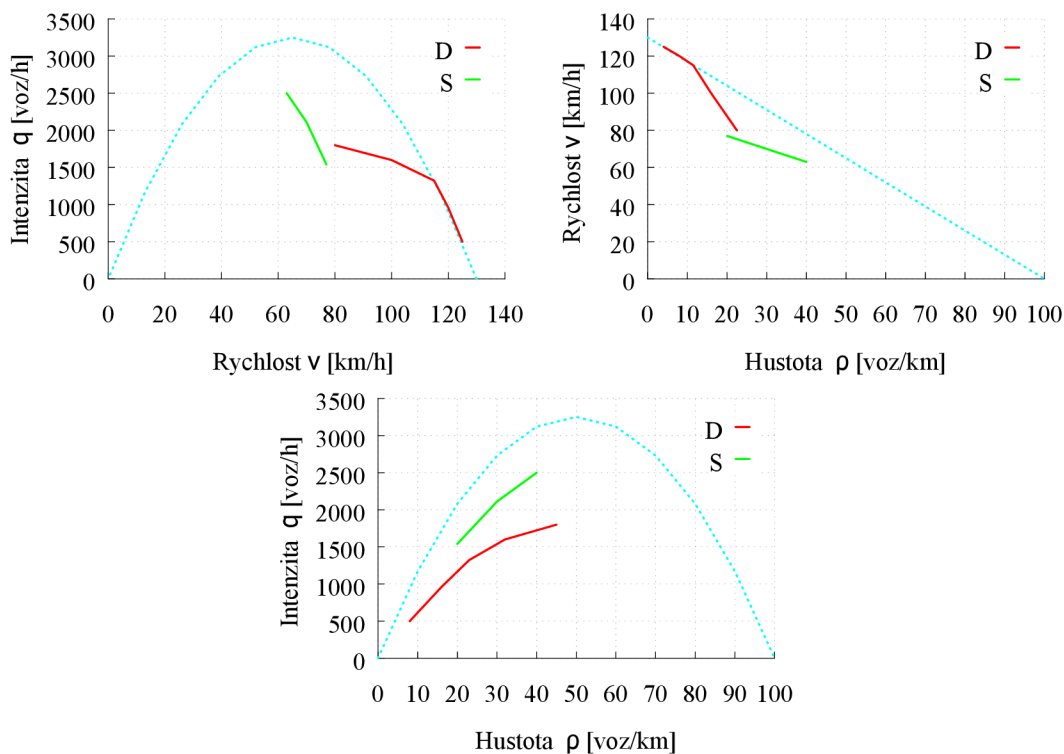 3500
3000
2500
2000
1500
1000
500
0
Intenzita q [voz/h]
D
S
0 20 40 60 80 100 120 140
Rychlost v [km/h]
140
120
100
80
60
40
20
0
Rychlost v [km/h]
D
S
0 10 20 30 40 50 60 70 80 90 100
Hustota ρ [voz/km]
3500
3000
2500
2000
1500
1000
500
0
Intenzita q [voz/h]
D
S
0 10 20 30 40 50 60 70 80 90 100
Hustota ρ [voz/km]